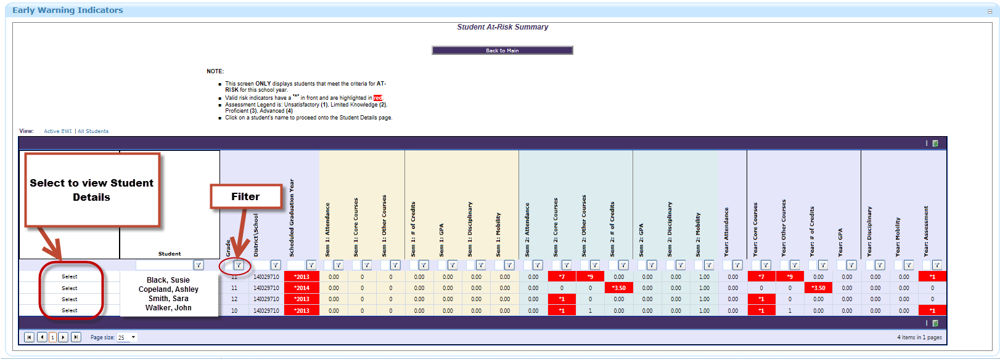 Early Warning Indicators
Student At-Risk Summary
Back to Main
NOTE:
This screen ONLY displays students that meet the criteria for AT-
RISK for this school year.
Valid risk indicators have a "*" in front and are highlighted in red.
Assessment Legend is: Unsatisfactory (1), Limited Knowledge (2),
Proficient (3), Advanced (4)
Click on a student's name to proceed onto the Student Details page.
View: Active EWI | All Students
Select to view Student
Details
Filter
Student
Grade
District\School
Scheduled Graduation Year
Sem 1: Attendance
Sem 1: Core Courses
Sem 1: Other Courses
Sem 1: # of Credits
Sem 1: GPA
Sem 1: Disciplinary
Sem 1: Mobility
Sem 2: Attendance
Sem 2: Core Courses
Sem 2: Other Courses
Sem 2: # of Credits
Sem 2: GPA
Sem 2: Disciplinary
Sem 2: Mobility
Year: Attendance
Year: Core Courses
Year: Other Courses
Year: # of Credits
Year: GPA
Year: Disciplinary
Year: Mobility
Year: Assessment
Select Black, Susie 11 14I029710 *2013 0.00 0 0 0.00 0.00 0.00 0.00 0.00 *7 *9 0.00 0.00 0.00 1.00 0.00 *7 *9 0.00 0.00 0.00 0.00 *1
Select Copeland, Ashley 11 14I029710 *2014 0.00 0 0 0.00 0.00 0.00 0.00 0.00 0 0 *3.50 0.00 0.00 1.00 0.00 0 0 *3.50 0.00 0.00 0.00 0
Select Smith, Sara 12 14I029710 *2013 0.00 0 0 0.00 0.00 0.00 0.00 0.00 *1 0 0.00 0.00 0.00 1.00 0.00 *1 0 0.00 0.00 0.00 0.00 0
Select Walker, John 10 14I029710 *2013 0.00 0 0 0.00 0.00 0.00 0.00 0.00 *1 1 0.00 0.00 0.00 1.00 0.00 *1 1 0.00 0.00 0.00 0.00 *1
1 Page size: 25 4 items in 1 pages